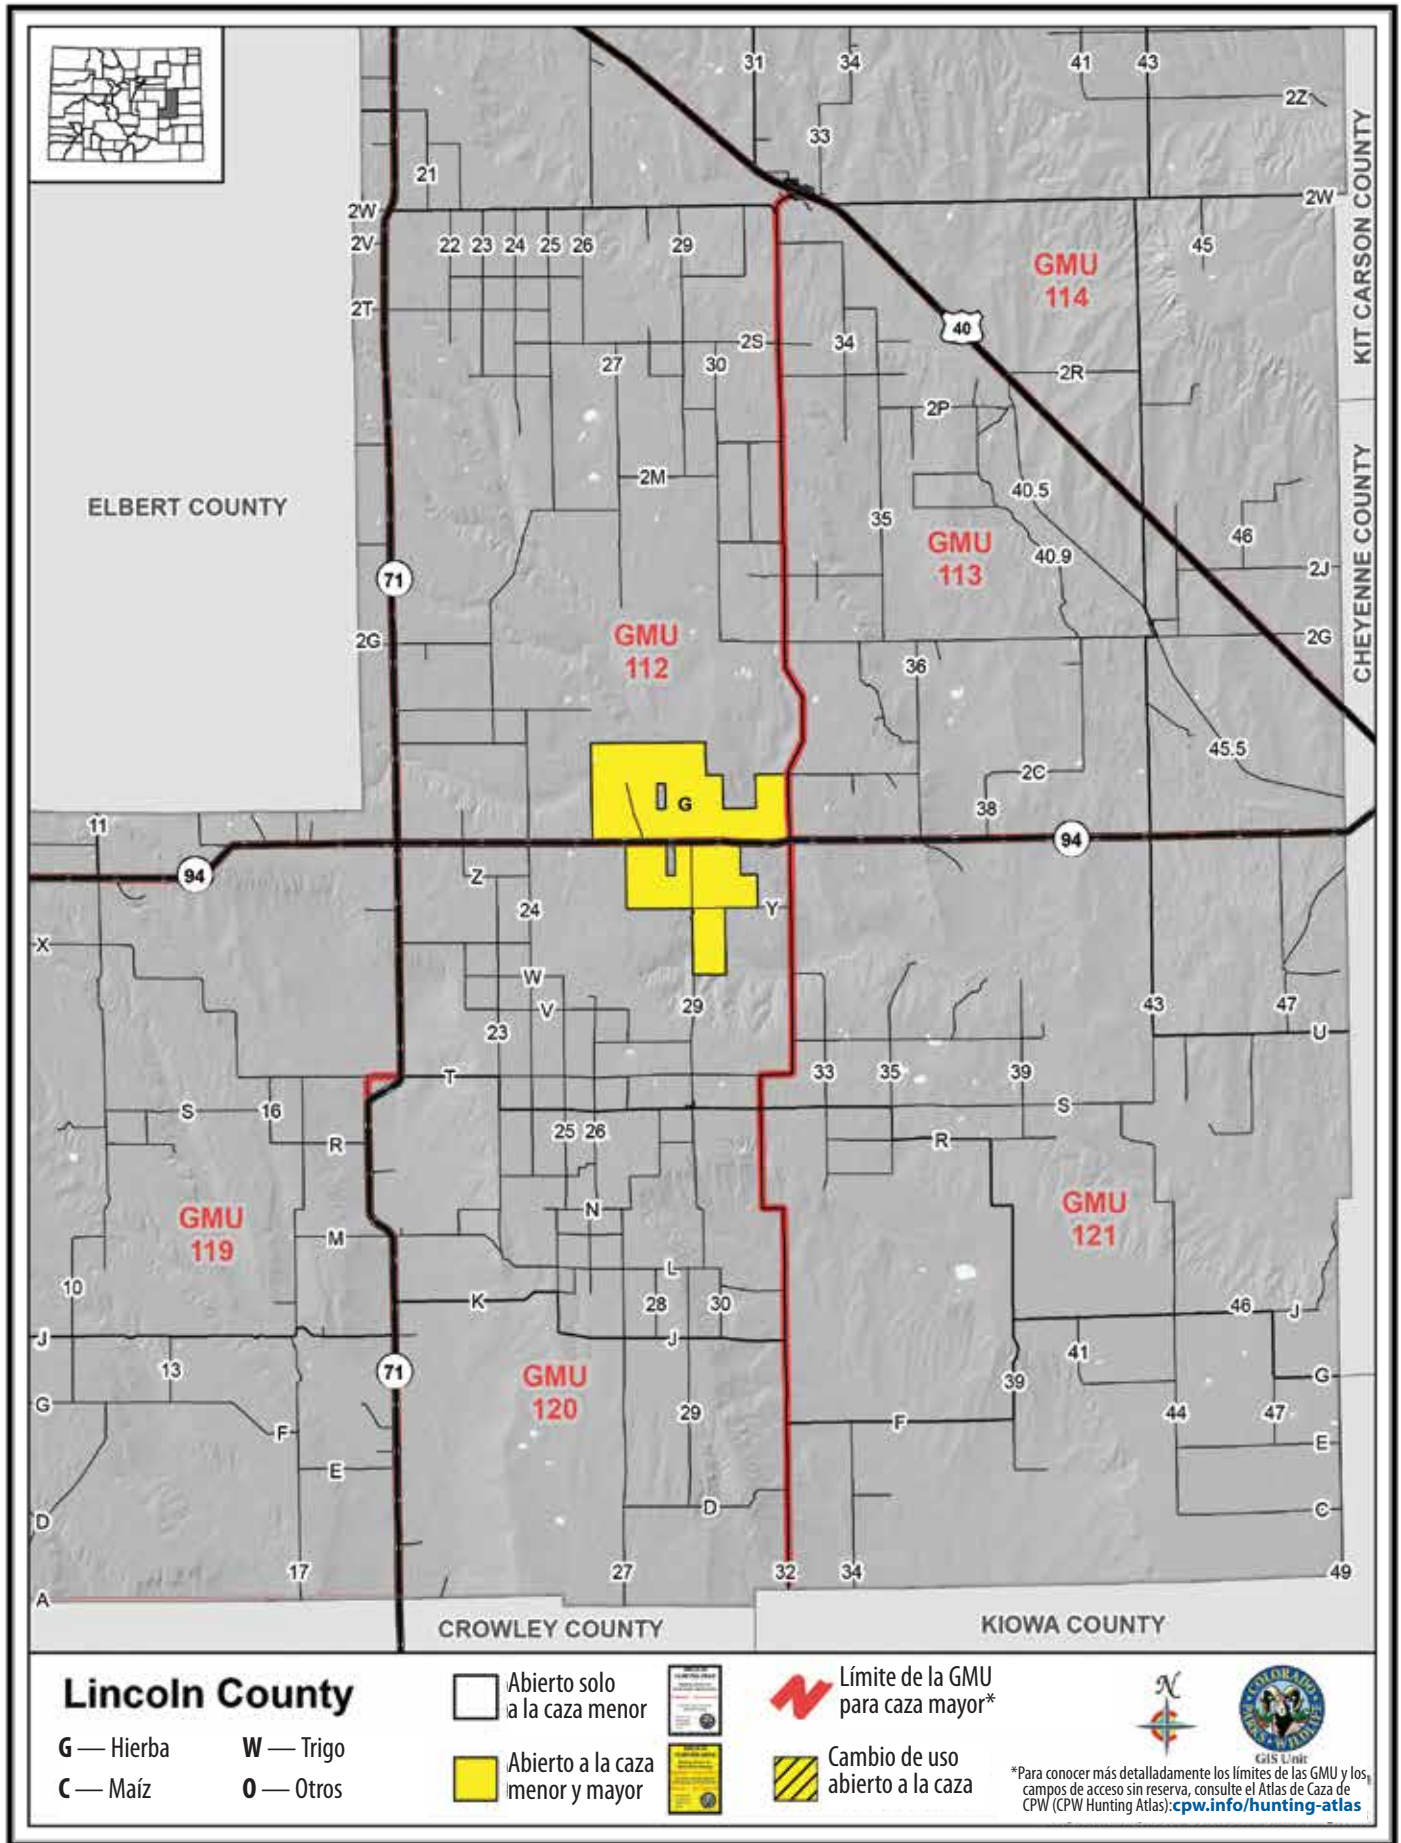 31
34
41
43
2Z
33
21
2W
2W
KIT CARSON COUNTY
2V
22
23
24
25
26
29
45
GMU
114
2T
40
2S
34
27
30
2R
2P
ELBERT COUNTY
2M
40.5
35
46
GMU
113
40.9
CHEYENNE COUNTY
71
2J
GMU
112
2G
2G
36
45.5
2C
G
38
11
94
94
Z
24
Y
X
W
V
29
43
47
23
U
T
33
35
39
S
16
S
25
26
R
R
N
GMU
119
GMU
121
M
10
L
K
28
30
46
J
J
J
41
13
GMU
120
71
39
G
G
29
F
44
47
F
E
E
D
C
D
17
27
32
34
49
A
CROWLEY COUNTY
KIOWA COUNTY
Lincoln County
G — Hierba
W — Trigo
C — Maíz
O — Otros
Abierto solo
a la caza menor
Abierto a la caza
menor y mayor
Límite de la GMU
para caza mayor*
Cambio de uso
abierto a la caza
N
COLORADO
PARKS & WILDLIFE
GIS Unit
*Para conocer más detalladamente los límites de las GMU y los
campos de acceso sin reserva, consulte el Atlas de Caza de
CPW (CPW Hunting Atlas):cpw.info/hunting-atlas